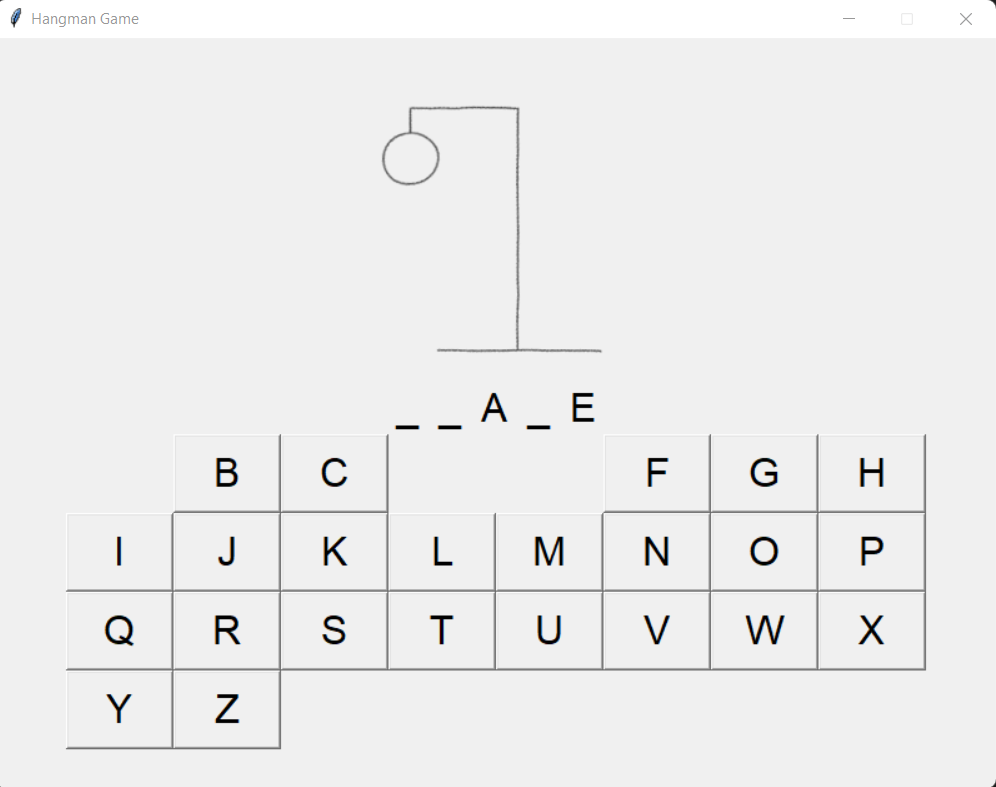 Hangman Game
_ _ A _ E
B C F G H
I J K L M N O P
Q R S T U V W X
Y Z